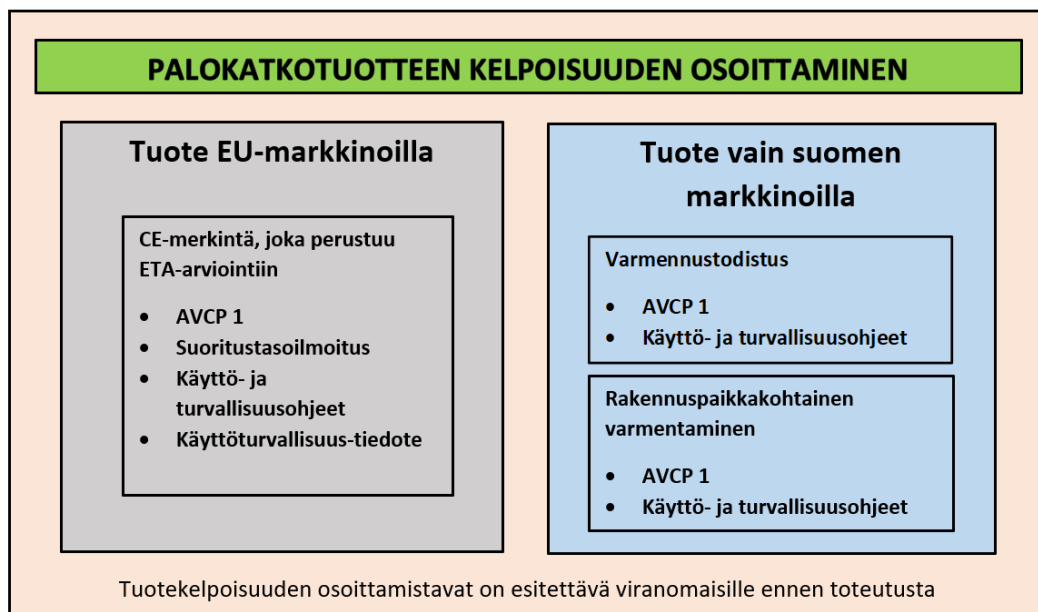 PALOKATKOTUOTTEEN KELPOISUUDEN OSOITTAMINEN
Tuote EU-markkinoilla
CE-merkintä, joka perustuu
ETA-arviointiin
• AVCP 1
• Suoritustasoilmoitus
• Käyttö- ja
turvallisuusohjeet
• Käyttöturvallisuus-tiedote
Tuote vain suomen
markkinoilla
Varmennustodistus
• AVCP 1
• Käyttö- ja turvallisuusohjeet
Rakennuspaikkakohtainen
varmentaminen
• AVCP 1
• Käyttö- ja turvallisuusohjeet
Tuotekelpoisuuden osoittamistavat on esitettävä viranomaisille ennen toteutusta